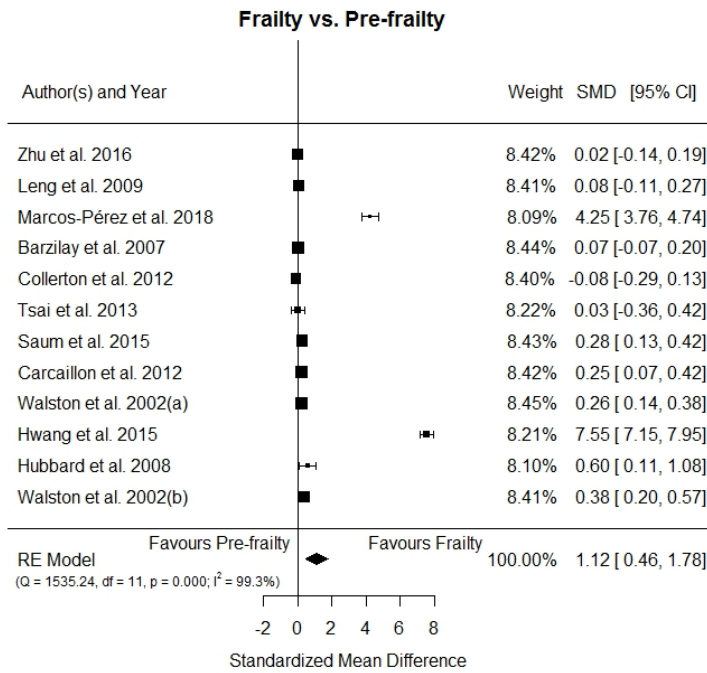 Frailty vs. Pre-frailty
Author(s) and Year Weight SMD [95% CI]
Zhu et al. 2016 8.42% 0.02 [-0.14, 0.19]
Leng et al. 2009 8.41% 0.08 [-0.11, 0.27]
Marcos-Pérez et al. 2018 8.09% 4.25 [ 3.76, 4.74]
Barzilay et al. 2007 8.44% 0.07 [-0.07, 0.20]
Collerton et al. 2012 8.40% -0.08 [-0.29, 0.13]
Tsai et al. 2013 8.22% 0.03 [-0.36, 0.42]
Saum et al. 2015 8.43% 0.28 [ 0.13, 0.42]
Carcaillon et al. 2012 8.42% 0.25 [ 0.07, 0.42]
Walston et al. 2002(a) 8.45% 0.26 [ 0.14, 0.38]
Hwang et al. 2015 8.21% 7.55 [ 7.15, 7.95]
Hubbard et al. 2008 8.10% 0.60 [ 0.11, 1.08]
Walston et al. 2002(b) 8.41% 0.38 [ 0.20, 0.57]
Favours Pre-frailty Favours Frailty
RE Model 100.00% 1.12 [ 0.46, 1.78]
(Q = 1535.24, df = 11, p = 0.000; I² = 99.3%)
-2 0 2 4 6 8
Standardized Mean Difference